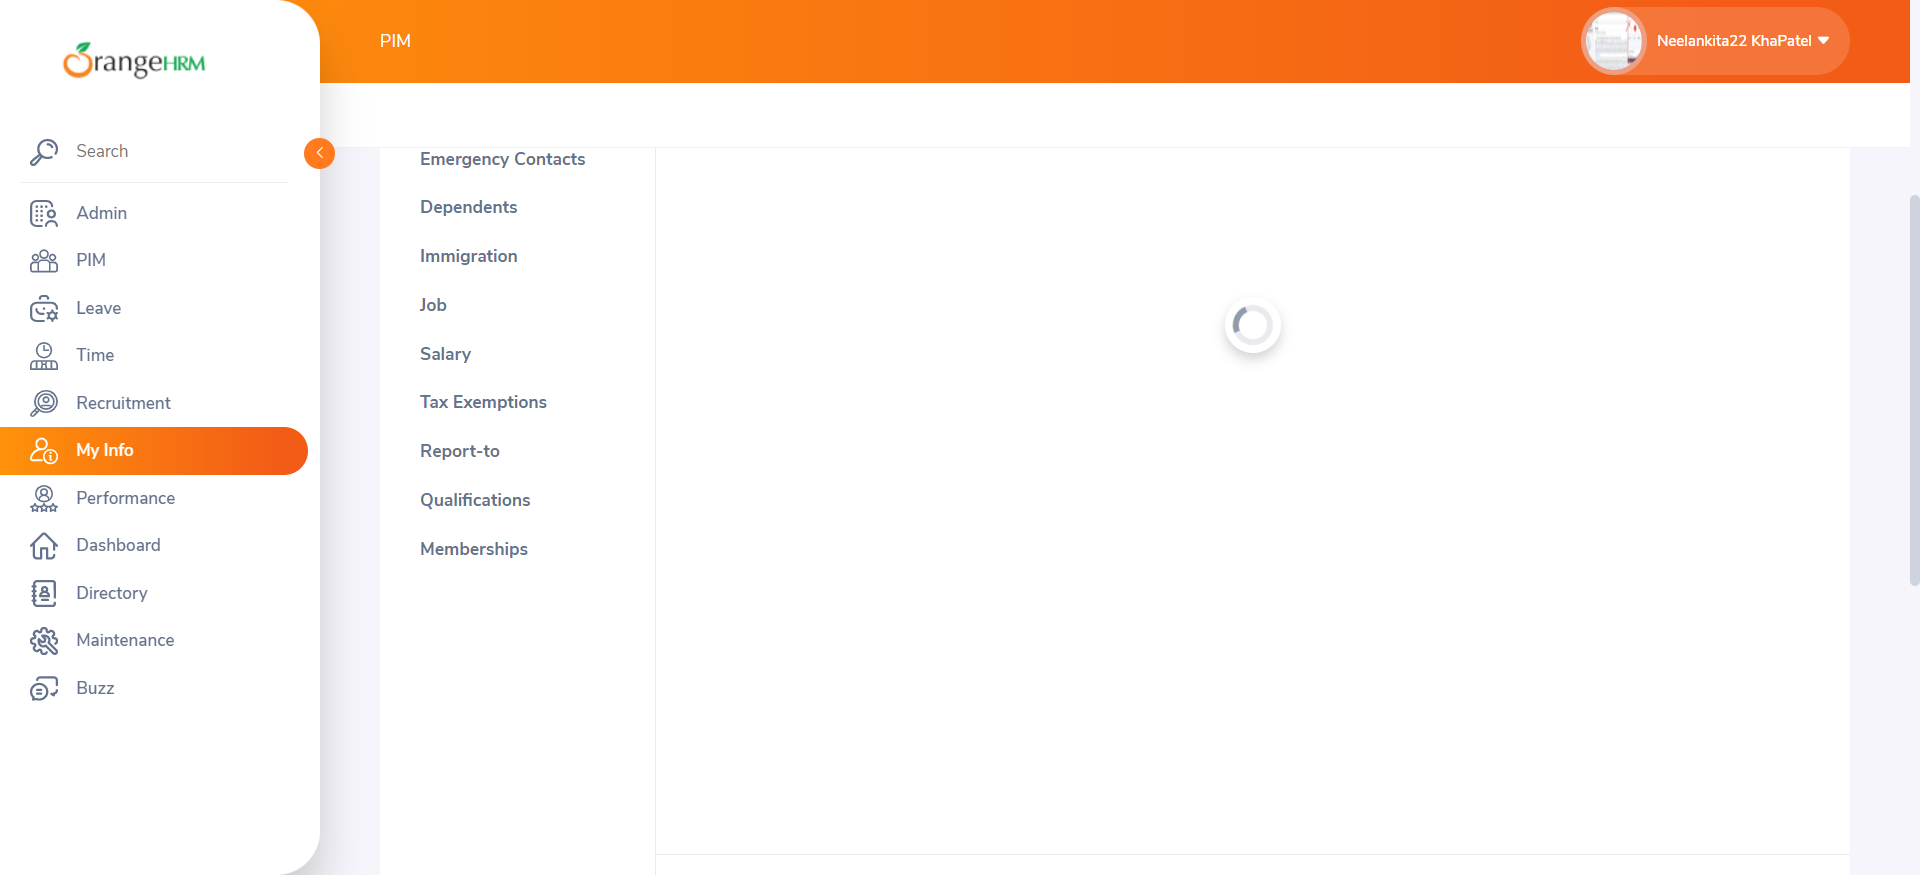 OrangeHRM
PIM
Neelankita22 KhaPatel
Search
Admin
PIM
Leave
Time
Recruitment
My Info
Performance
Dashboard
Directory
Maintenance
Buzz
Emergency Contacts
Dependents
Immigration
Job
Salary
Tax Exemptions
Report-to
Qualifications
Memberships